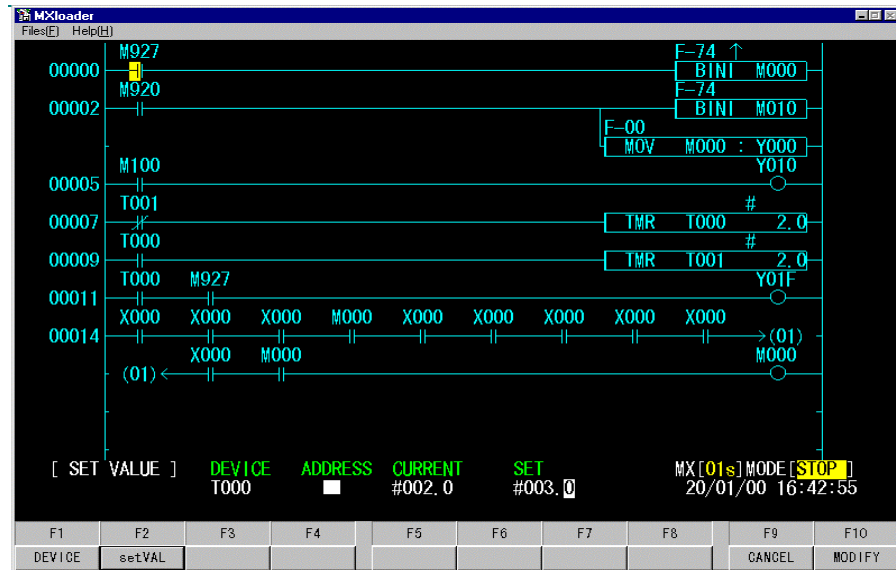 MXloader
Files(F) Help(H)
M927 F-74 ↑
00000 BINI M000
M920 F-74
00002 BINI M010
F-00
MOV M000 : Y000
M100 Y010
00005
T001 #
00007 TMR T000 2.0
T000 #
00009 TMR T001 2.0
T000 M927 Y01F
00011
X000 X000 X000 M000 X000 X000 X000 X000 X000
00014 →(01)
X000 M000 M000
(01)←
[ SET VALUE ] DEVICE ADDRESS CURRENT SET MX[01s]MODE[STOP ]
T000 #002.0 #003.0 20/01/00 16:42:55
F1 F2 F3 F4 F5 F6 F7 F8 F9 F10
DEVICE setVAL CANCEL MODIFY